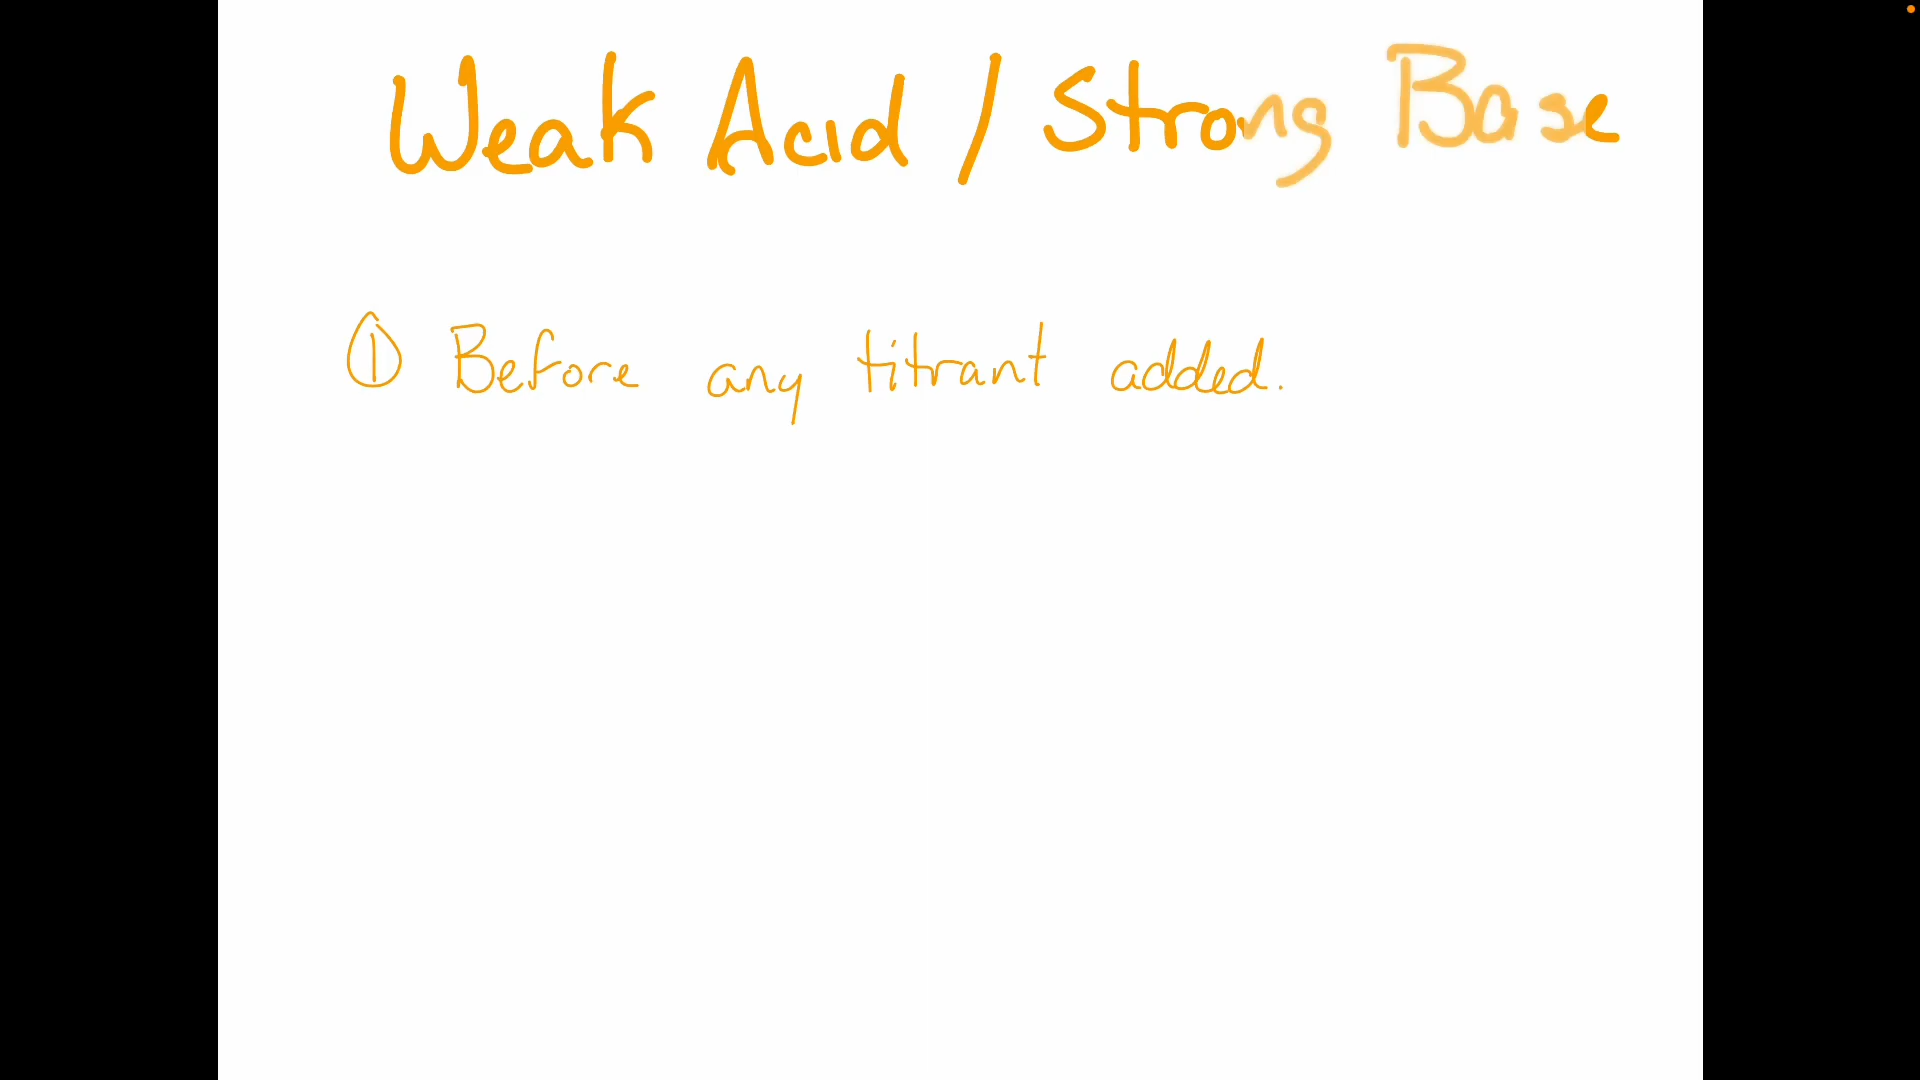 Weak Acid / Strong Base
① Before any titrant added.